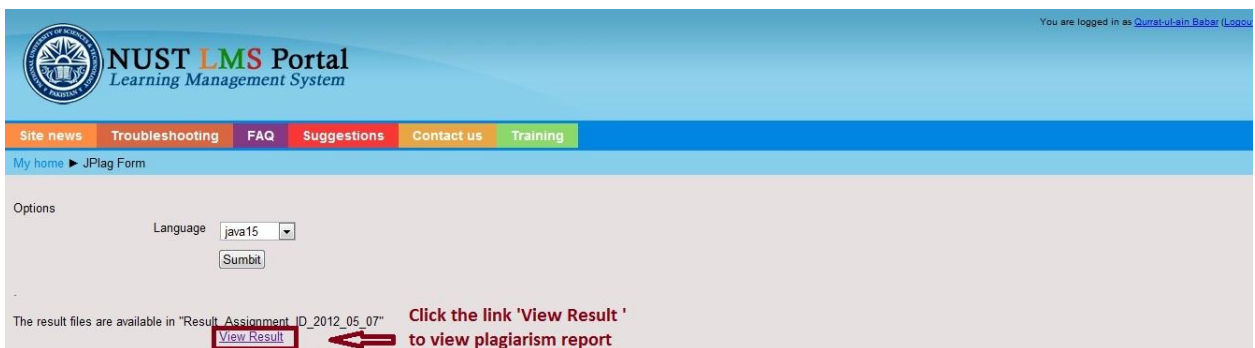 You are logged in as Qurrat-ul-ain Babar (Logout
NUST LMS Portal
Learning Management System
Site news Troubleshooting FAQ Suggestions Contact us Training
My home ► JPlag Form
Options
Language java15
Sumbit
.
The result files are available in "Result_Assignment_ID_2012_05_07"
View Result
Click the link 'View Result '
to view plagiarism report